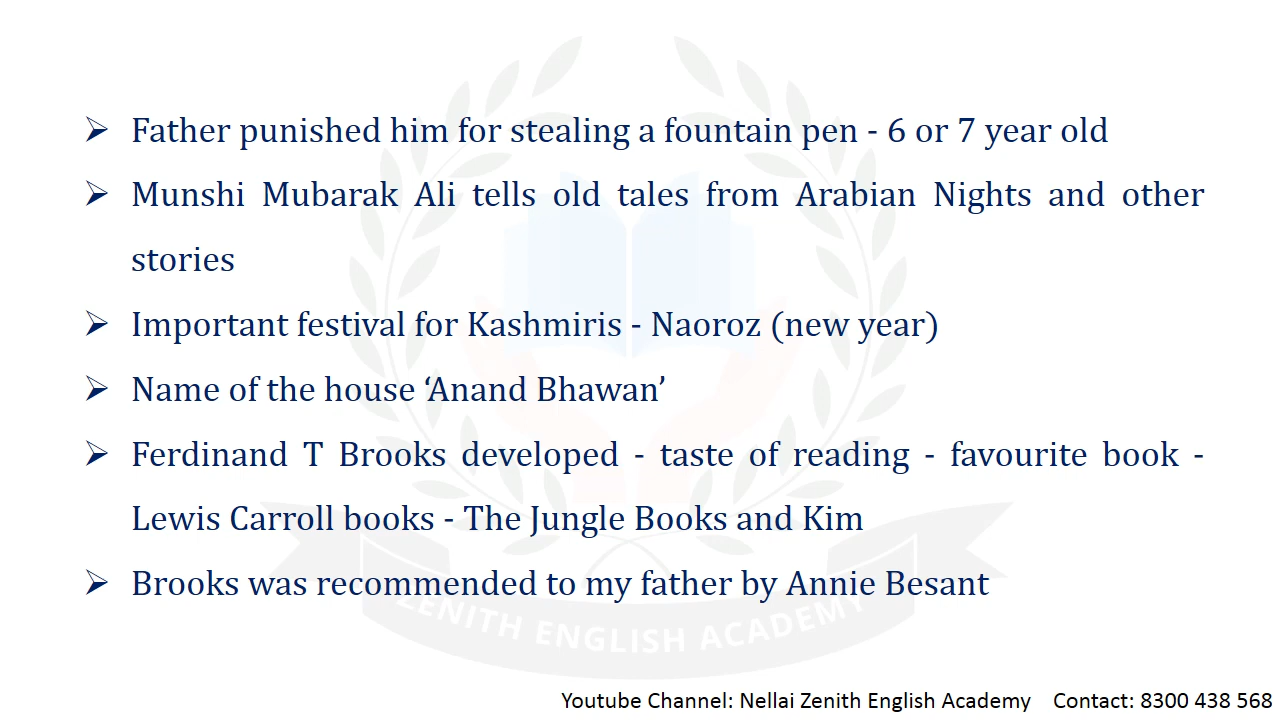 ➢ Father punished him for stealing a fountain pen - 6 or 7 year old
➢ Munshi Mubarak Ali tells old tales from Arabian Nights and other
stories
➢ Important festival for Kashmiris - Naoroz (new year)
➢ Name of the house ‘Anand Bhawan’
➢ Ferdinand T Brooks developed - taste of reading - favourite book -
Lewis Carroll books - The Jungle Books and Kim
➢ Brooks was recommended to my father by Annie Besant
ZENITH ENGLISH ACADEMY
Youtube Channel: Nellai Zenith English Academy Contact: 8300 438 568